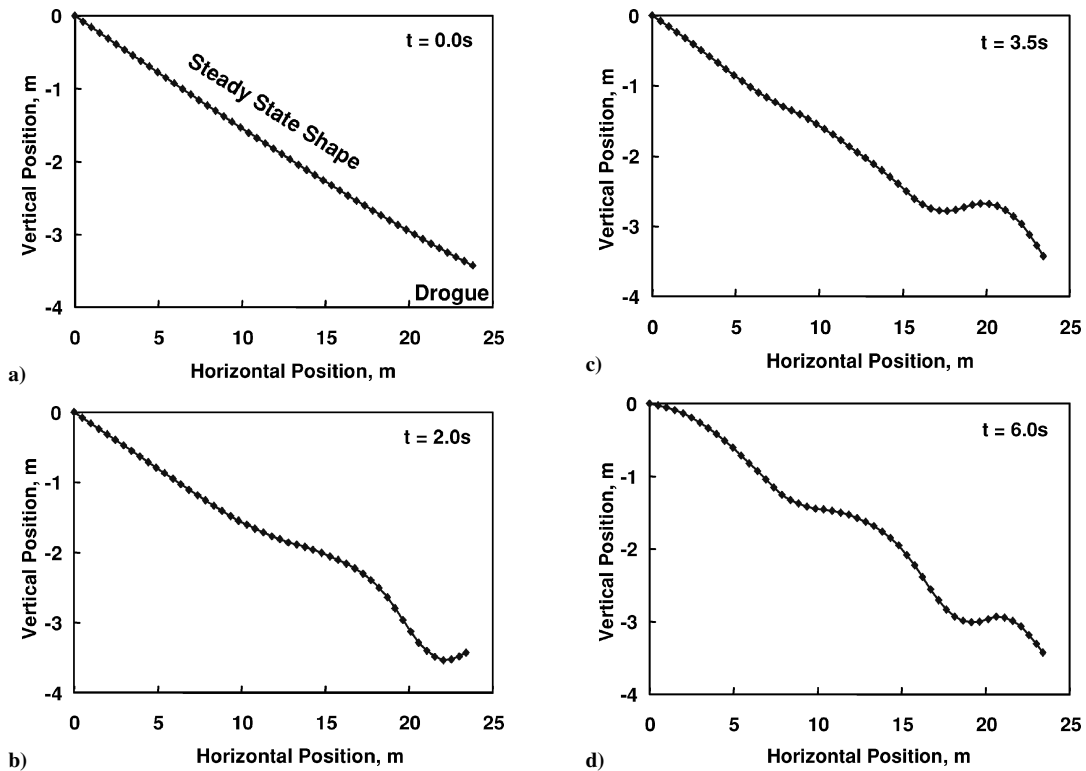 0
-1
-2
-3
-4
Vertical Position, m
t = 0.0s
Steady State Shape
Drogue
0 5 10 15 20 25
Horizontal Position, m
a)
0
-1
-2
-3
-4
Vertical Position, m
t = 2.0s
0 5 10 15 20 25
Horizontal Position, m
b)
0
-1
-2
-3
-4
Vertical Position, m
t = 3.5s
0 5 10 15 20 25
Horizontal Position, m
c)
0
-1
-2
-3
-4
Vertical Position, m
t = 6.0s
0 5 10 15 20 25
Horizontal Position, m
d)